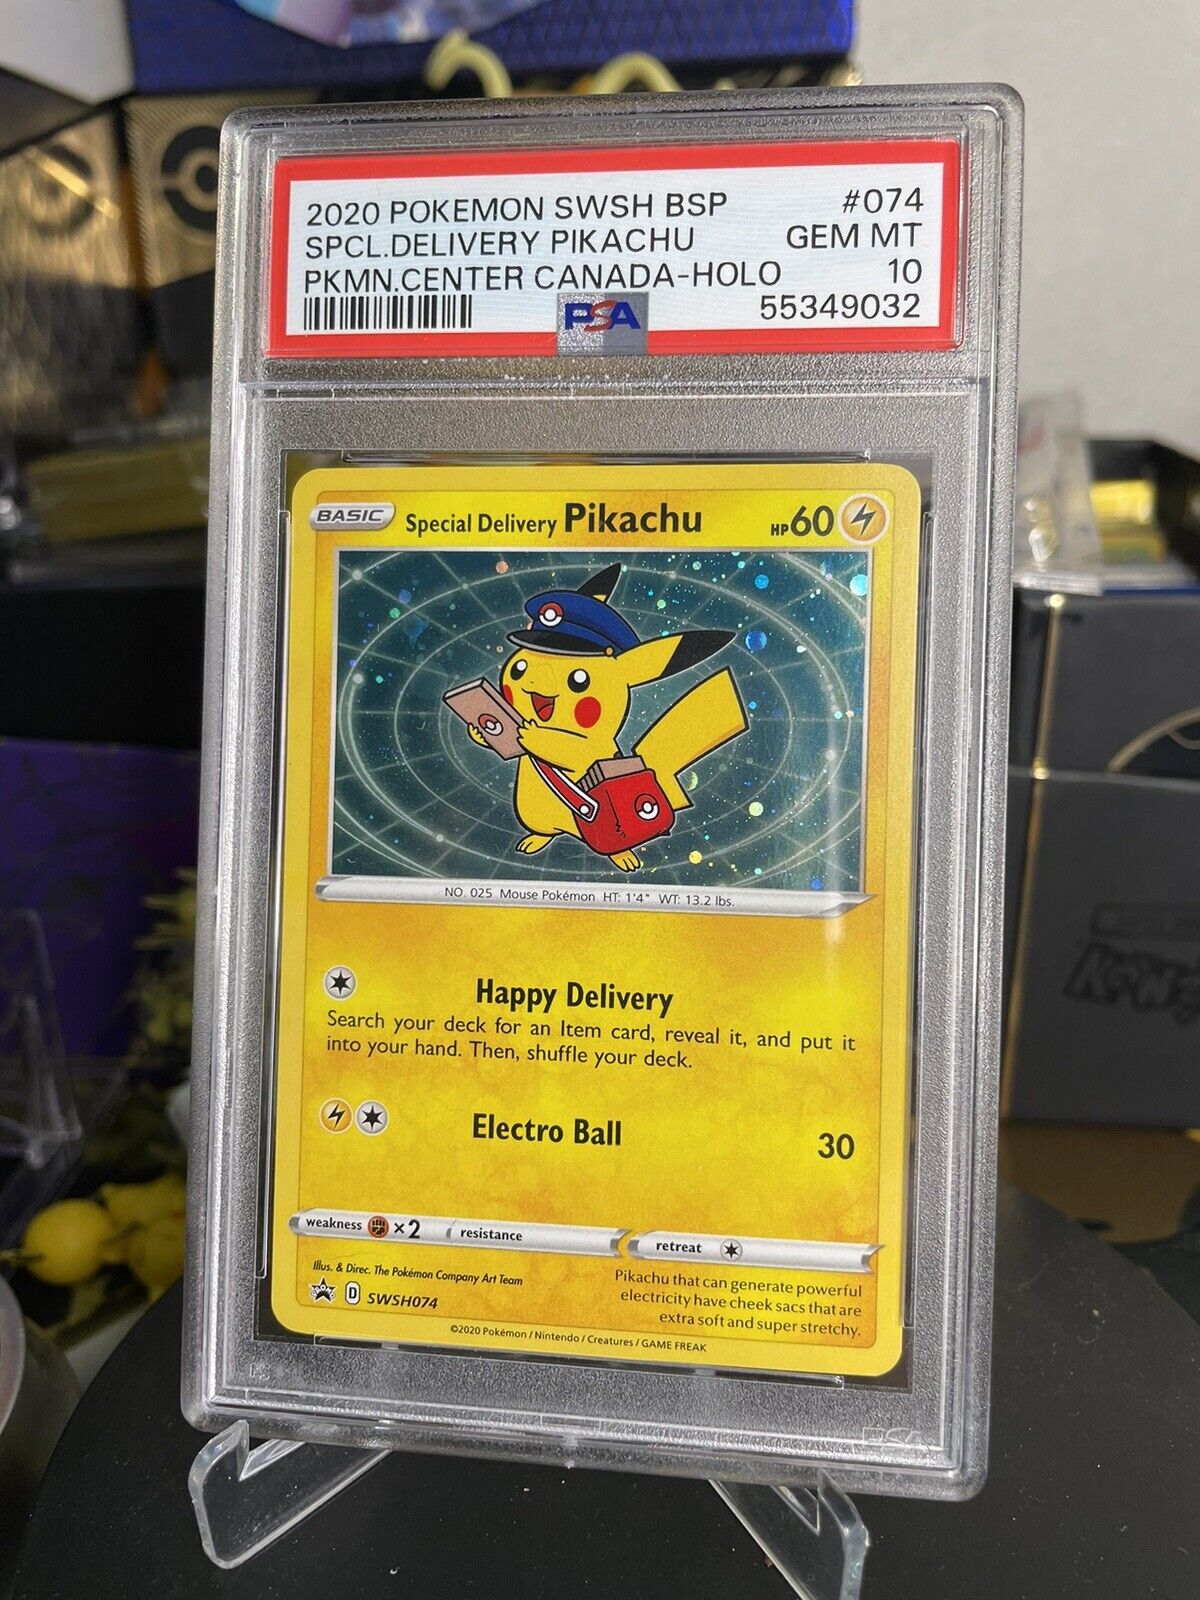 2020 POKEMON SWSH BSP #074
SPCL.DELIVERY PIKACHU GEM MT
PKMN.CENTER CANADA-HOLO 10
PSA 55349032
BASIC Special Delivery Pikachu HP 60
NO. 025 Mouse Pokémon HT: 1'4" WT: 13.2 lbs.
Happy Delivery
Search your deck for an Item card, reveal it, and put it
into your hand. Then, shuffle your deck.
Electro Ball 30
weakness ×2 resistance retreat
Illus. & Direc. The Pokémon Company Art Team
D SWSH074
Pikachu that can generate powerful
electricity have cheek sacs that are
extra soft and super stretchy.
©2020 Pokémon / Nintendo / Creatures / GAME FREAK